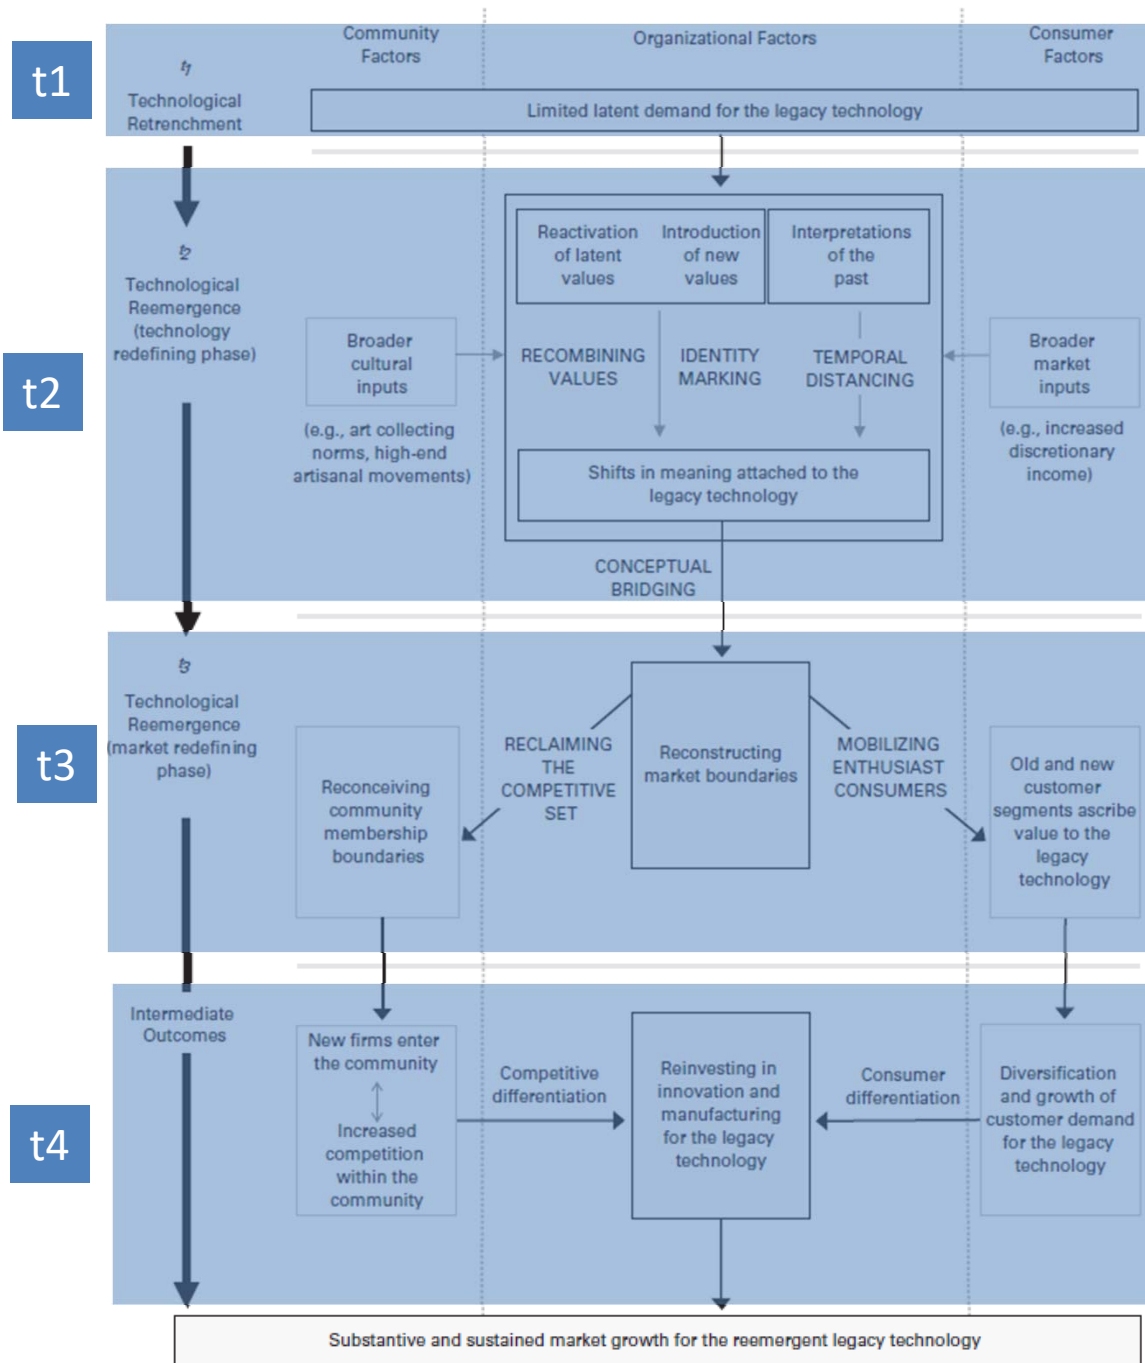 Community
Factors
Organizational Factors
Consumer
Factors
t1
t1
Technological
Retrenchment
Limited latent demand for the legacy technology
t2
t2
Technological
Reemergence
(technology
redefining phase)
Reactivation
of latent
values
Introduction
of new
values
Interpretations
of the
past
Broader
cultural
inputs
(e.g., art collecting
norms, high-end
artisanal movements)
RECOMBINING
VALUES
IDENTITY
MARKING
TEMPORAL
DISTANCING
Broader
market
inputs
(e.g., increased
discretionary
income)
Shifts in meaning attached to the
legacy technology
CONCEPTUAL
BRIDGING
t3
t3
Technological
Reemergence
(market redefining
phase)
Reconceiving
community
membership
boundaries
RECLAIMING
THE
COMPETITIVE
SET
Reconstructing
market boundaries
MOBILIZING
ENTHUSIAST
CONSUMERS
Old and new
customer
segments ascribe
value to the
legacy
technology
t4
Intermediate
Outcomes
New firms enter
the community
Increased
competition
within the
community
Competitive
differentiation
Reinvesting in
innovation and
manufacturing
for the legacy
technology
Consumer
differentiation
Diversification
and growth of
customer demand
for the legacy
technology
Substantive and sustained market growth for the reemergent legacy technology